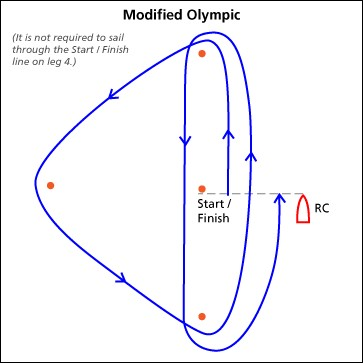 Modified Olympic
(It is not required to sail
through the Start / Finish
line on leg 4.)
Start /
Finish
RC